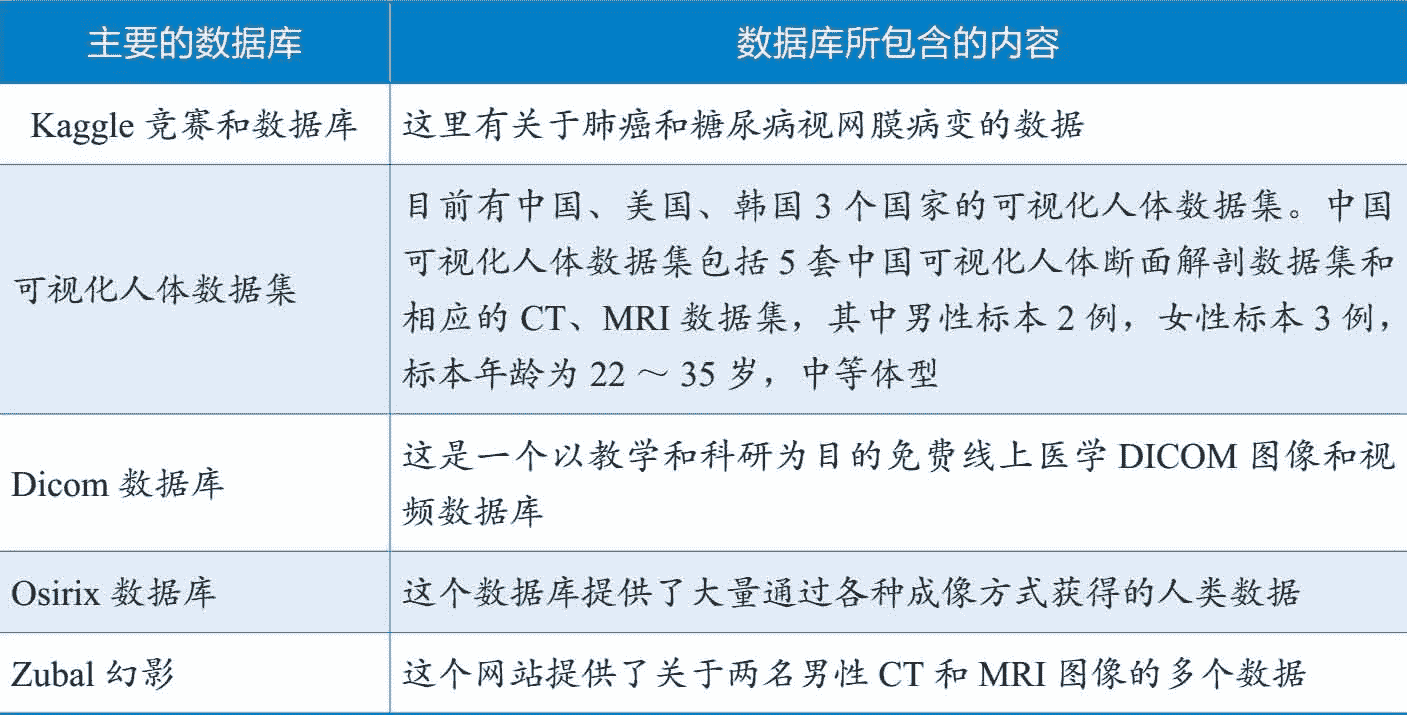 主要的数据库
数据库所包含的内容
Kaggle 竞赛和数据库
这里有关于肺癌和糖尿病视网膜病变的数据
可视化人体数据集
目前有中国、美国、韩国 3 个国家的可视化人体数据集。中国
可视化人体数据集包括 5 套中国可视化人体断面解剖数据集和
相应的 CT、MRI 数据集，其中男性标本 2 例，女性标本 3 例，
标本年龄为 22 ～ 35 岁，中等体型
Dicom 数据库
这是一个以教学和科研为目的免费线上医学 DICOM 图像和视
频数据库
Osirix 数据库
这个数据库提供了大量通过各种成像方式获得的人类数据
Zubal 幻影
这个网站提供了关于两名男性 CT 和 MRI 图像的多个数据